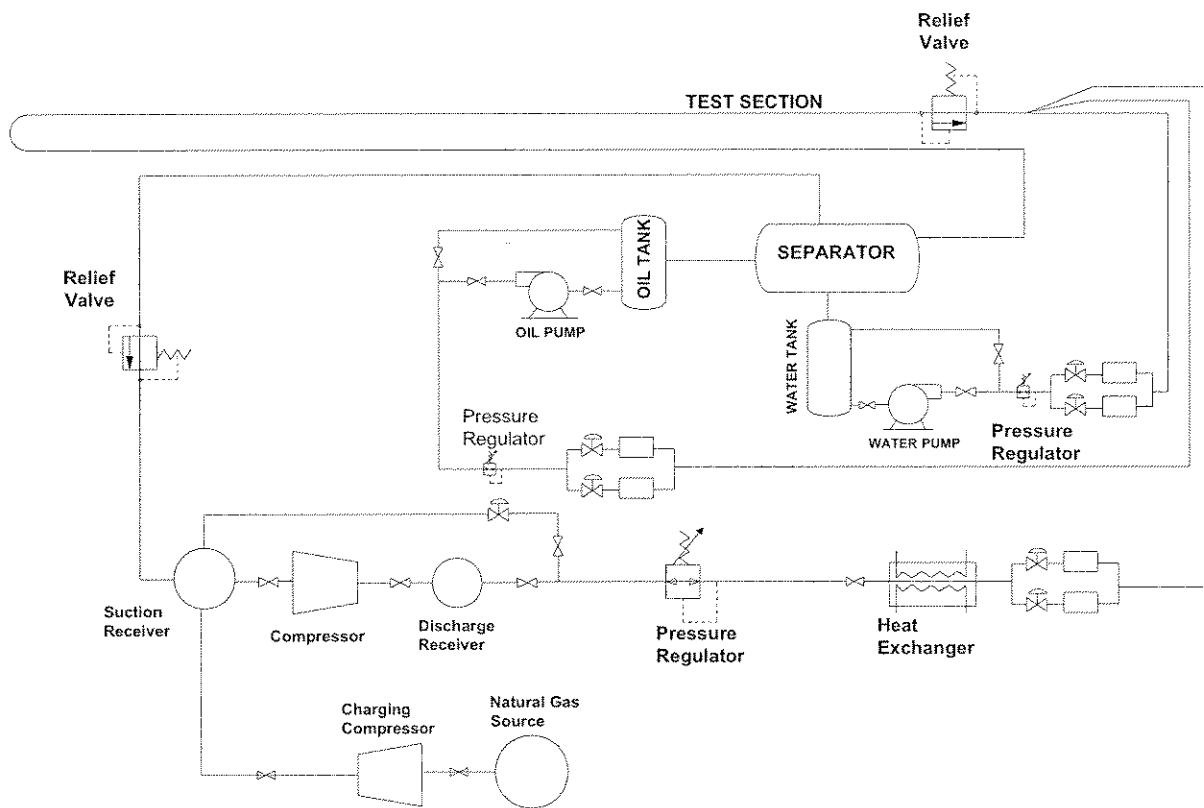 Relief
Valve
TEST SECTION
OIL TANK
SEPARATOR
Relief
Valve
OIL PUMP
WATER TANK
Pressure
Regulator
WATER PUMP
Pressure
Regulator
Suction
Receiver
Compressor
Discharge
Receiver
Pressure
Regulator
Heat
Exchanger
Charging
Compressor
Natural Gas
Source